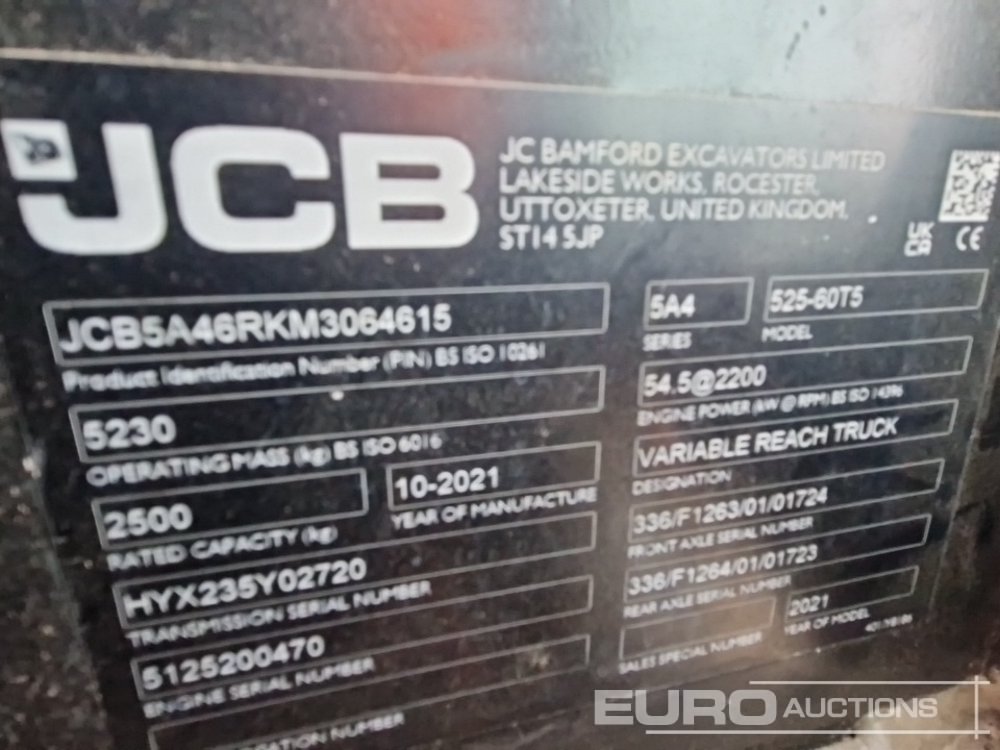 JCB
JC BAMFORD EXCAVATORS LIMITED
LAKESIDE WORKS, ROCESTER,
UTTOXETER, UNITED KINGDOM,
ST14 5JP
UK
CA
CE
JCB5A46RKM3064615
Product Identification Number (PIN) BS ISO 10261
5A4
SERIES
525-60T5
MODEL
5230
OPERATING MASS (kg) BS ISO 6016
54.5@2200
ENGINE POWER (kW @ RPM) BS ISO 14396
2500
RATED CAPACITY (kg)
10-2021
YEAR OF MANUFACTURE
VARIABLE REACH TRUCK
DESIGNATION
HYX235Y02720
TRANSMISSION SERIAL NUMBER
336/F1263/01/01724
FRONT AXLE SERIAL NUMBER
5125200470
ENGINE SERIAL NUMBER
336/F1264/01/01723
REAR AXLE SERIAL NUMBER
SALES SPECIAL NUMBER
2021
YEAR OF MODEL
NUMBER
EURO AUCTIONS